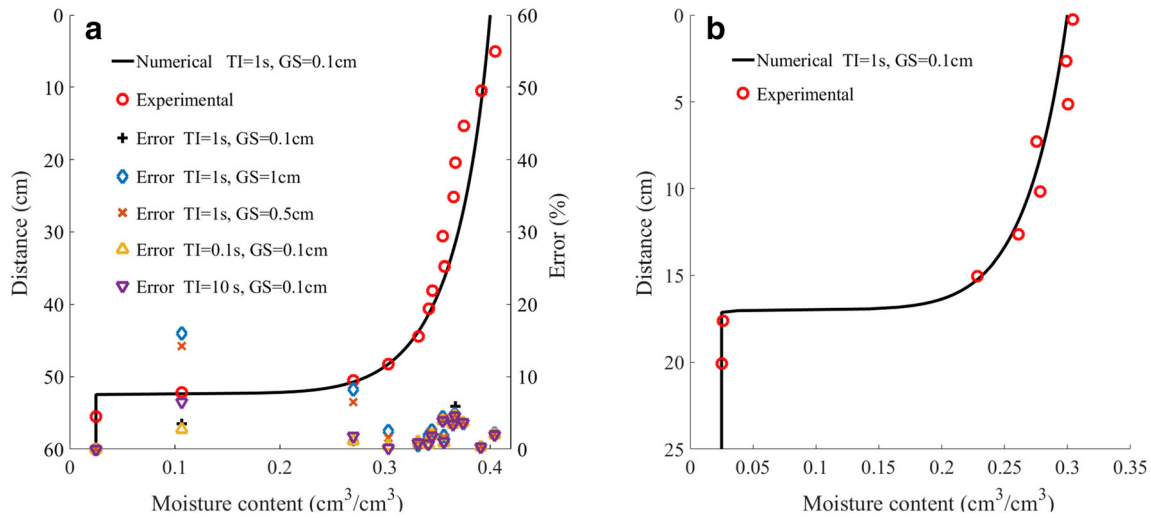 a
Numerical TI=1s, GS=0.1cm
Experimental
Error TI=1s, GS=0.1cm
Error TI=1s, GS=1cm
Error TI=1s, GS=0.5cm
Error TI=0.1s, GS=0.1cm
Error TI=10 s, GS=0.1cm
0
10
20
30
40
50
60
Distance (cm)
60
50
40
30
20
10
0
Error (%)
0 0.1 0.2 0.3 0.4
Moisture content (cm³/cm³)
b
Numerical TI=1s, GS=0.1cm
Experimental
0
5
10
15
20
25
Distance (cm)
0 0.05 0.1 0.15 0.2 0.25 0.3 0.35
Moisture content (cm³/cm³)